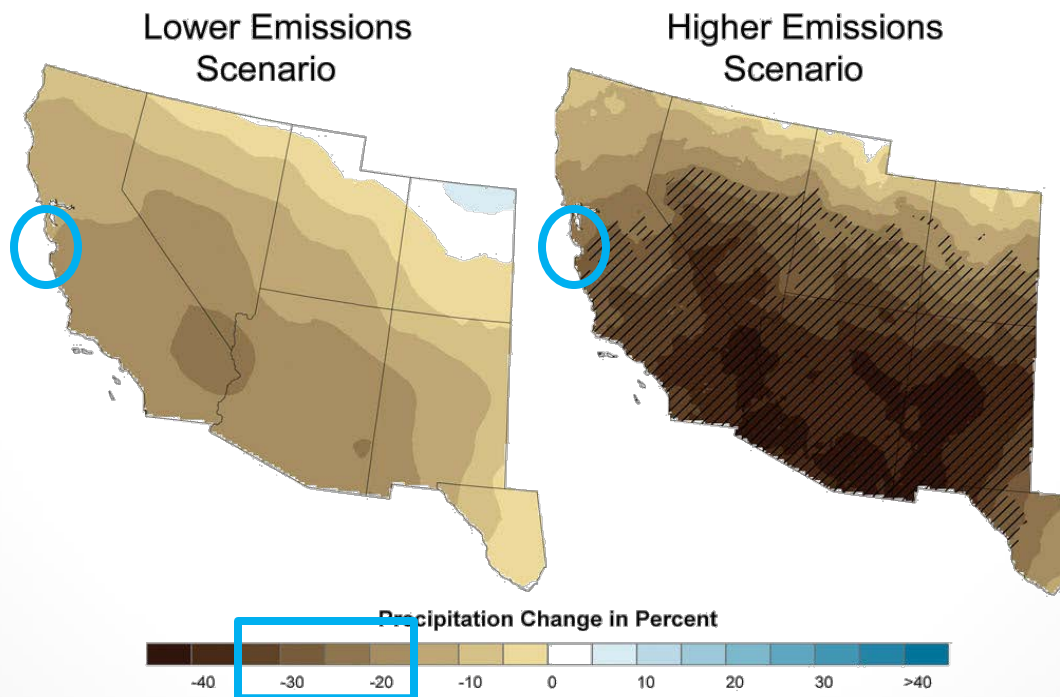 Lower Emissions
Scenario
Higher Emissions
Scenario
Precipitation Change in Percent
-40 -30 -20 -10 0 10 20 30 >40